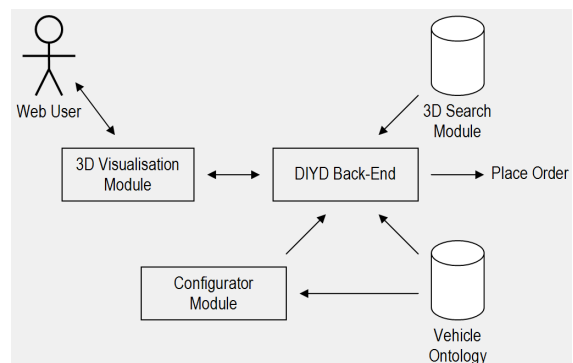 Web User
3D Search
Module
3D Visualisation
Module
DIYD Back-End
Place Order
Configurator
Module
Vehicle
Ontology